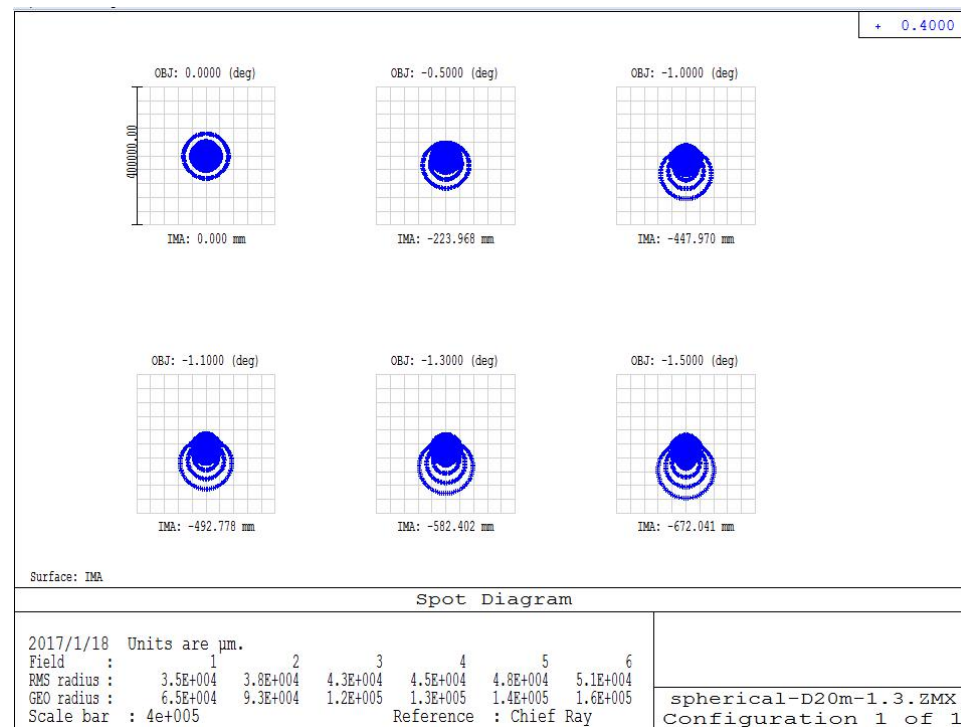 + 0.4000
OBJ: 0.0000 (deg) OBJ: -0.5000 (deg) OBJ: -1.0000 (deg)
400000.00
IMA: 0.000 mm IMA: -223.968 mm IMA: -447.970 mm
OBJ: -1.1000 (deg) OBJ: -1.3000 (deg) OBJ: -1.5000 (deg)
IMA: -492.778 mm IMA: -582.402 mm IMA: -672.041 mm
Surface: IMA
Spot Diagram
2017/1/18 Units are µm.
Field : 1 2 3 4 5 6
RMS radius : 3.5E+004 3.8E+004 4.3E+004 4.5E+004 4.8E+004 5.1E+004
GEO radius : 6.5E+004 9.3E+004 1.2E+005 1.3E+005 1.4E+005 1.6E+005
Scale bar : 4e+005 Reference : Chief Ray
spherical-D20m-1.3.ZMX
Configuration 1 of 1